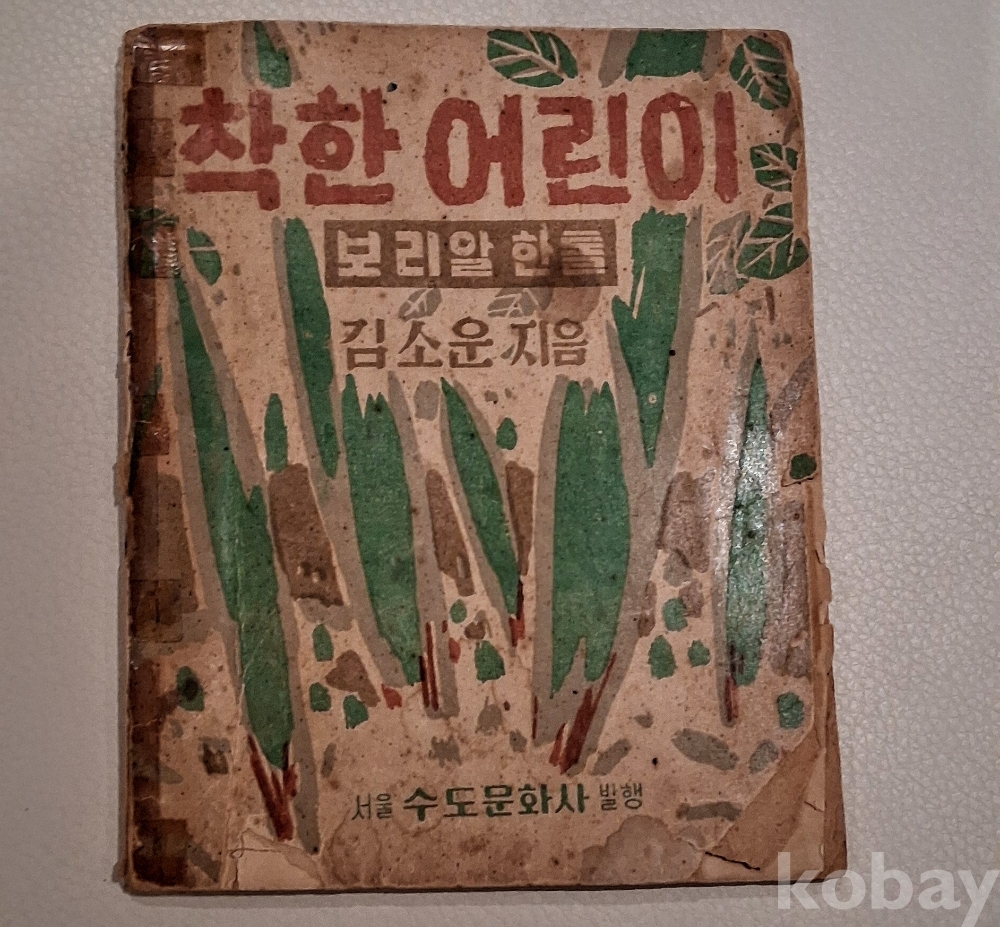 착한 어린이
보리알 한톨
김소운 지음
서울 수도문화사 발행
kobay